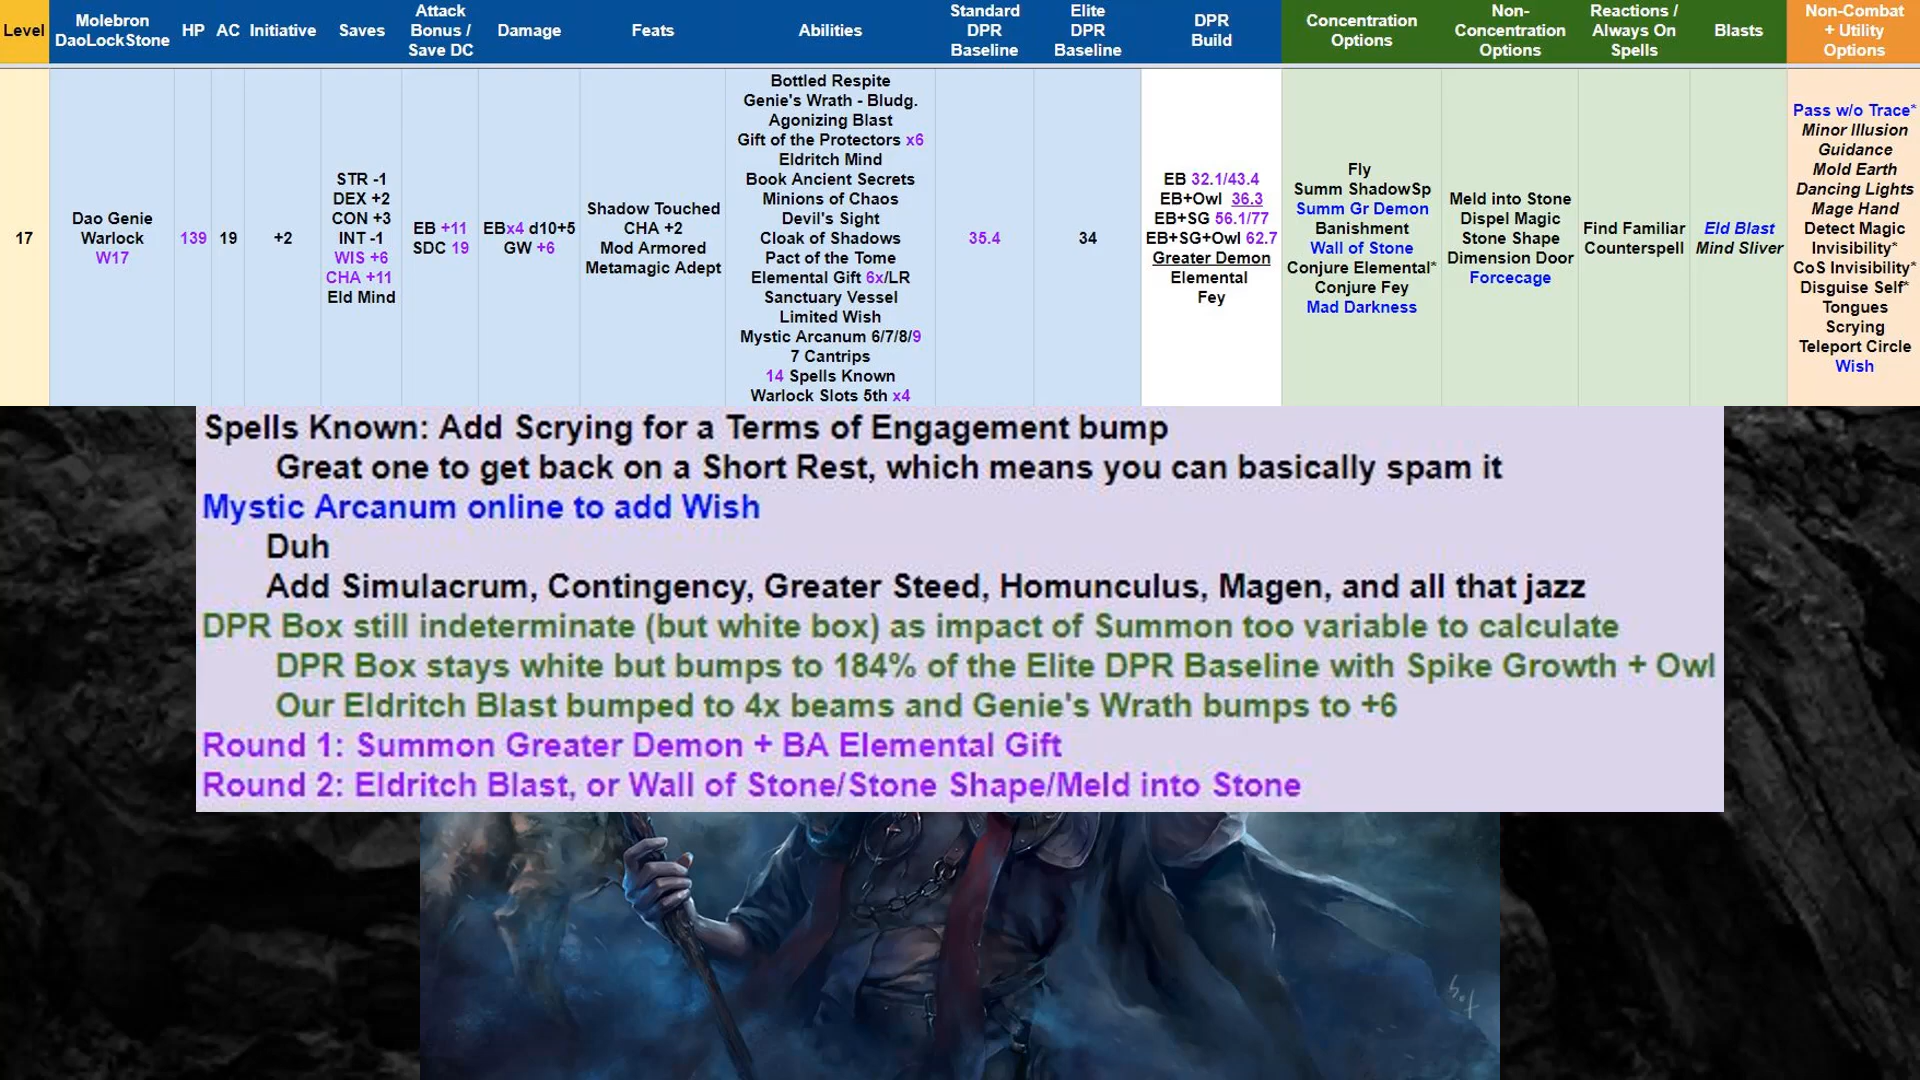 Level
Molebron
DaoLockStone
HP
AC
Initiative
Saves
Attack
Bonus /
Save DC
Damage
Feats
Abilities
Standard
DPR
Baseline
Elite
DPR
Baseline
DPR
Build
Concentration
Options
Non-
Concentration
Options
Reactions /
Always On
Spells
Blasts
Non-Combat
+ Utility
Options
17
Dao Genie
Warlock
W17
139
19
+2
STR -1
DEX +2
CON +3
INT -1
WIS +6
CHA +11
Eld Mind
EB +11
SDC 19
EBx4 d10+5
GW +6
Shadow Touched
CHA +2
Mod Armored
Metamagic Adept
Bottled Respite
Genie's Wrath - Bludg.
Agonizing Blast
Gift of the Protectors x6
Eldritch Mind
Book Ancient Secrets
Minions of Chaos
Devil's Sight
Cloak of Shadows
Pact of the Tome
Elemental Gift 6x/LR
Sanctuary Vessel
Limited Wish
Mystic Arcanum 6/7/8/9
7 Cantrips
14 Spells Known
Warlock Slots 5th x4
35.4
34
EB 32.1/43.4
EB+Owl 36.3
EB+SG 56.1/77
EB+SG+Owl 62.7
Greater Demon
Elemental
Fey
Fly
Summ ShadowSp
Summ Gr Demon
Banishment
Wall of Stone
Conjure Elemental*
Conjure Fey
Mad Darkness
Meld into Stone
Dispel Magic
Stone Shape
Dimension Door
Forcecage
Find Familiar
Counterspell
Eld Blast
Mind Sliver
Pass w/o Trace*
Minor Illusion
Guidance
Mold Earth
Dancing Lights
Mage Hand
Detect Magic
Invisibility*
CoS Invisibility*
Disguise Self*
Tongues
Scrying
Teleport Circle
Wish
Spells Known: Add Scrying for a Terms of Engagement bump
Great one to get back on a Short Rest, which means you can basically spam it
Mystic Arcanum online to add Wish
Duh
Add Simulacrum, Contingency, Greater Steed, Homunculus, Magen, and all that jazz
DPR Box still indeterminate (but white box) as impact of Summon too variable to calculate
DPR Box stays white but bumps to 184% of the Elite DPR Baseline with Spike Growth + Owl
Our Eldritch Blast bumped to 4x beams and Genie's Wrath bumps to +6
Round 1: Summon Greater Demon + BA Elemental Gift
Round 2: Eldritch Blast, or Wall of Stone/Stone Shape/Meld into Stone